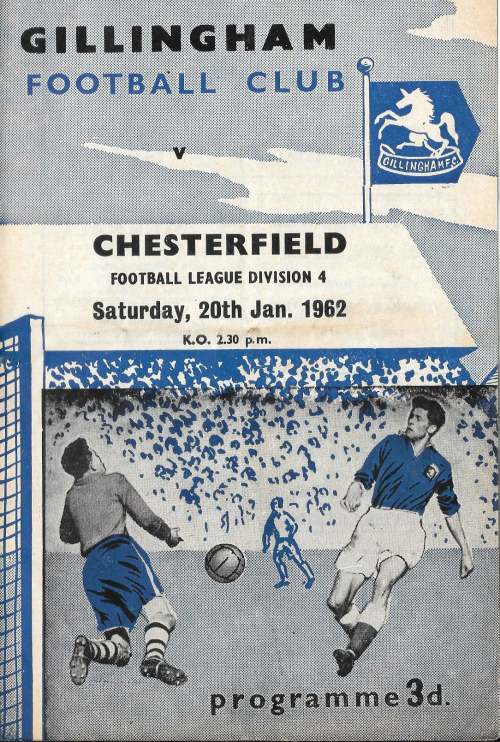 GILLINGHAM
FOOTBALL CLUB
GILLINGHAM F.C.
v
CHESTERFIELD
FOOTBALL LEAGUE DIVISION 4
Saturday, 20th Jan. 1962
K.O. 2.30 p.m.
programme 3d.